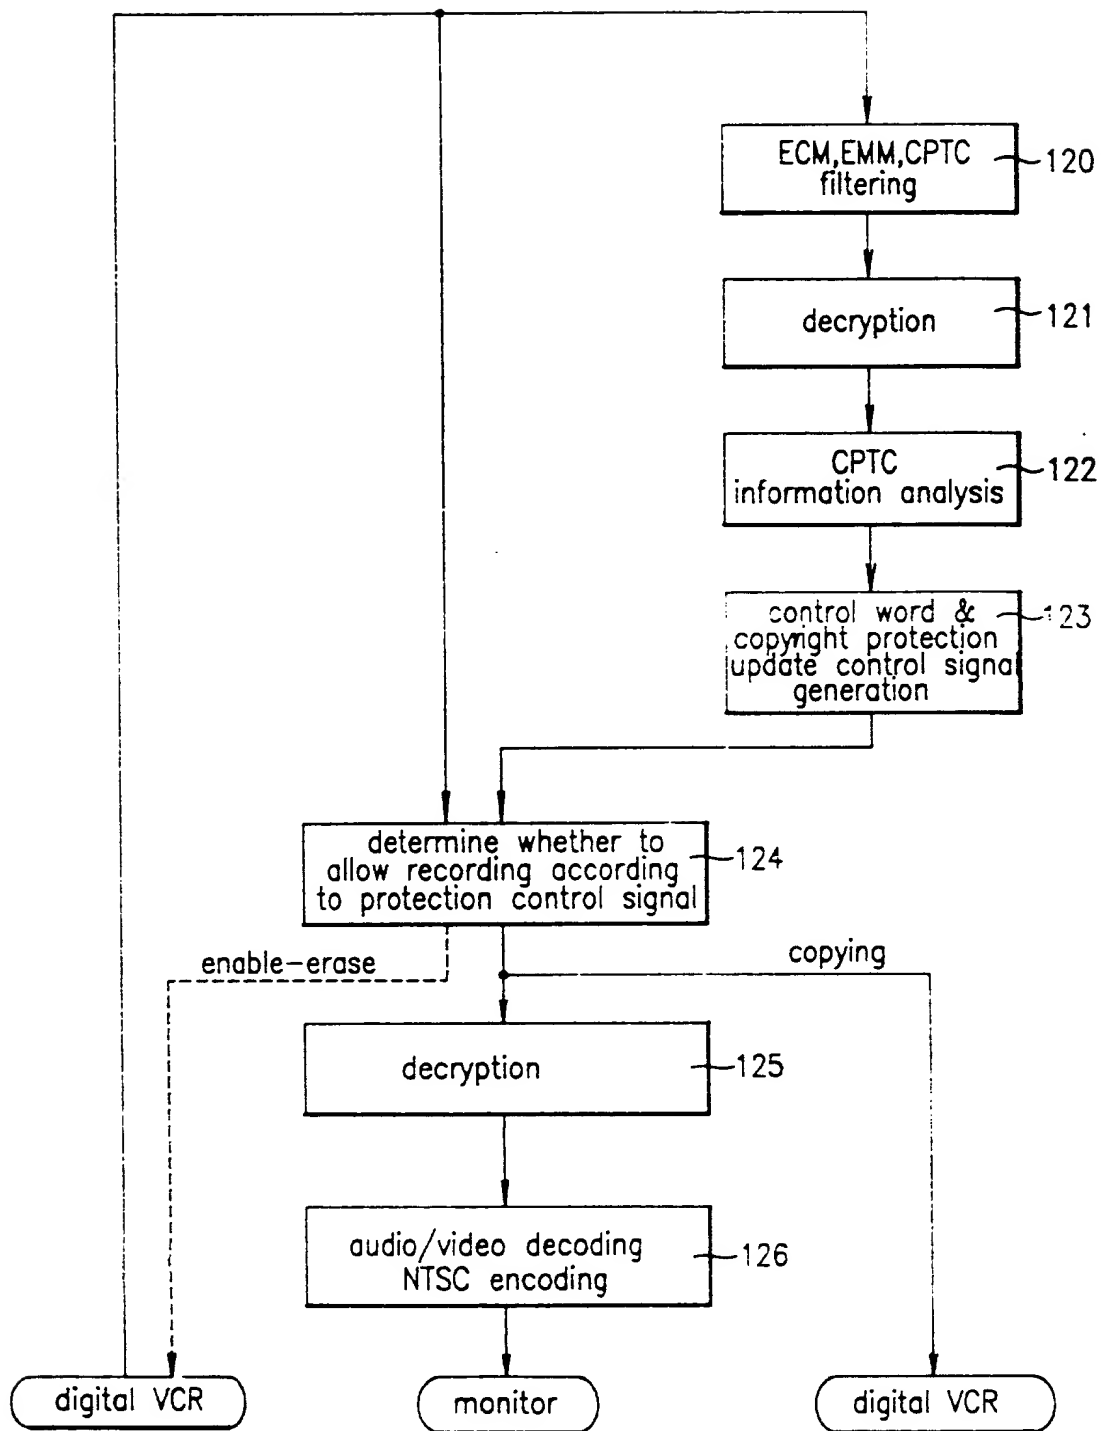 ECM,EMM,CPTC
filtering
120
decryption
121
CPTC
information analysis
122
control word &
copyright protection
update control signal
generation
123
determine whether to
allow recording according
to protection control signal
124
enable-erase
copying
decryption
125
audio/video decoding
NTSC encoding
126
digital VCR
monitor
digital VCR